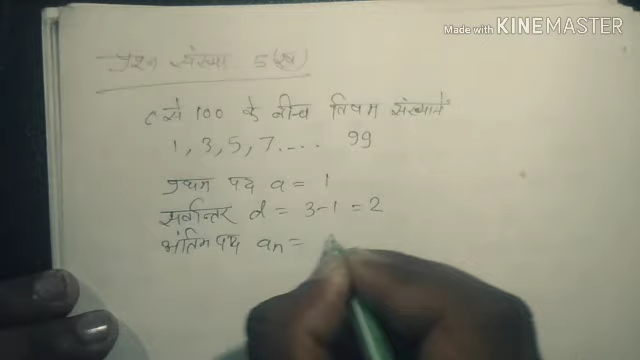 Made with KINEMASTER
प्रश्न संख्या 5(ख)
0 से 100 के बीच विषम संख्यायें
1, 3, 5, 7.... 99
प्रथम पद a = 1
सर्वान्तर d = 3-1 = 2
अंतिम पद an =